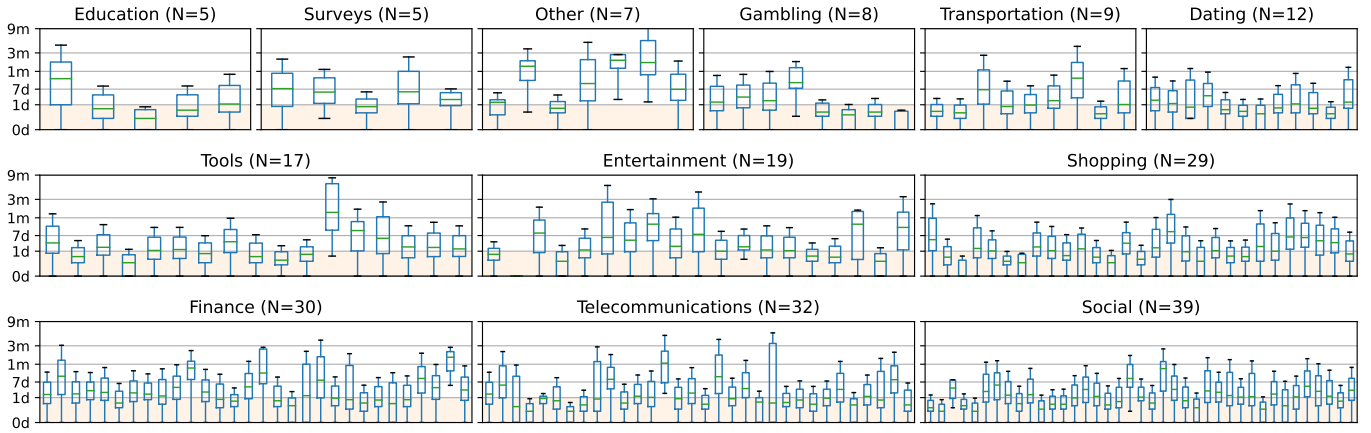 Education (N=5)
Surveys (N=5)
Other (N=7)
Gambling (N=8)
Transportation (N=9)
Dating (N=12)
9m
3m
1m
7d
1d
0d
Tools (N=17)
Entertainment (N=19)
Shopping (N=29)
9m
3m
1m
7d
1d
0d
Finance (N=30)
Telecommunications (N=32)
Social (N=39)
9m
3m
1m
7d
1d
0d